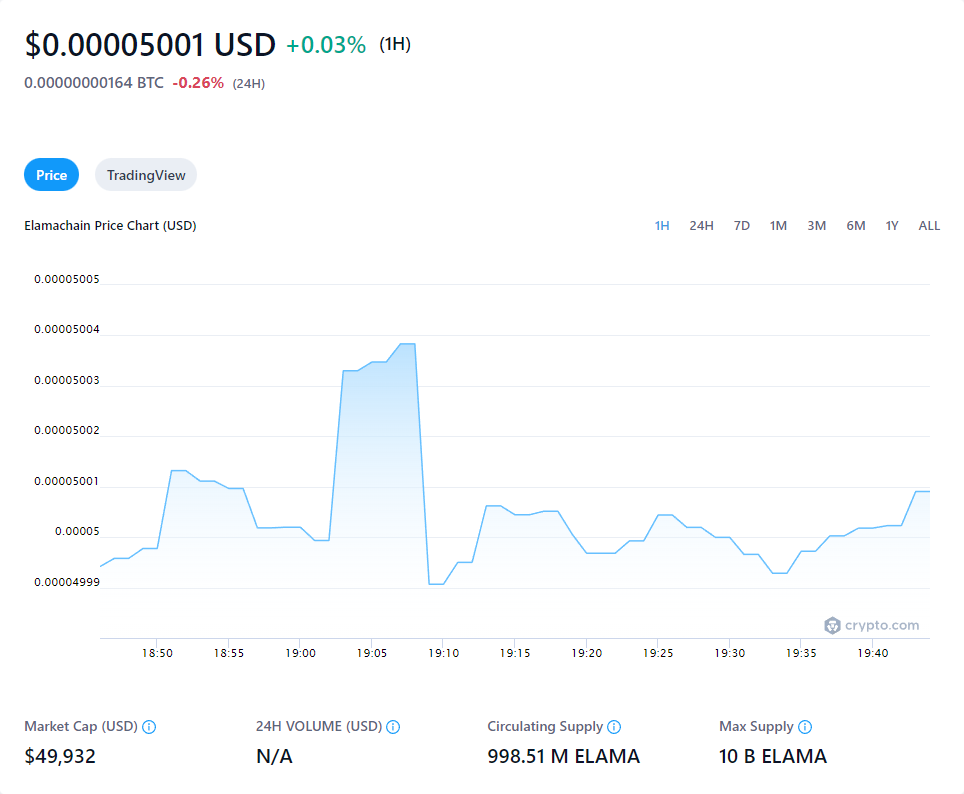 $0.00005001 USD +0.03% (1H)
0.00000000164 BTC -0.26% (24H)
Price TradingView
Elamachain Price Chart (USD) 1H 24H 7D 1M 3M 6M 1Y ALL
0.00005005
0.00005004
0.00005003
0.00005002
0.00005001
0.00005
0.00004999
crypto.com
18:50 18:55 19:00 19:05 19:10 19:15 19:20 19:25 19:30 19:35 19:40
Market Cap (USD) 24H VOLUME (USD) Circulating Supply Max Supply
$49,932 N/A 998.51 M ELAMA 10 B ELAMA